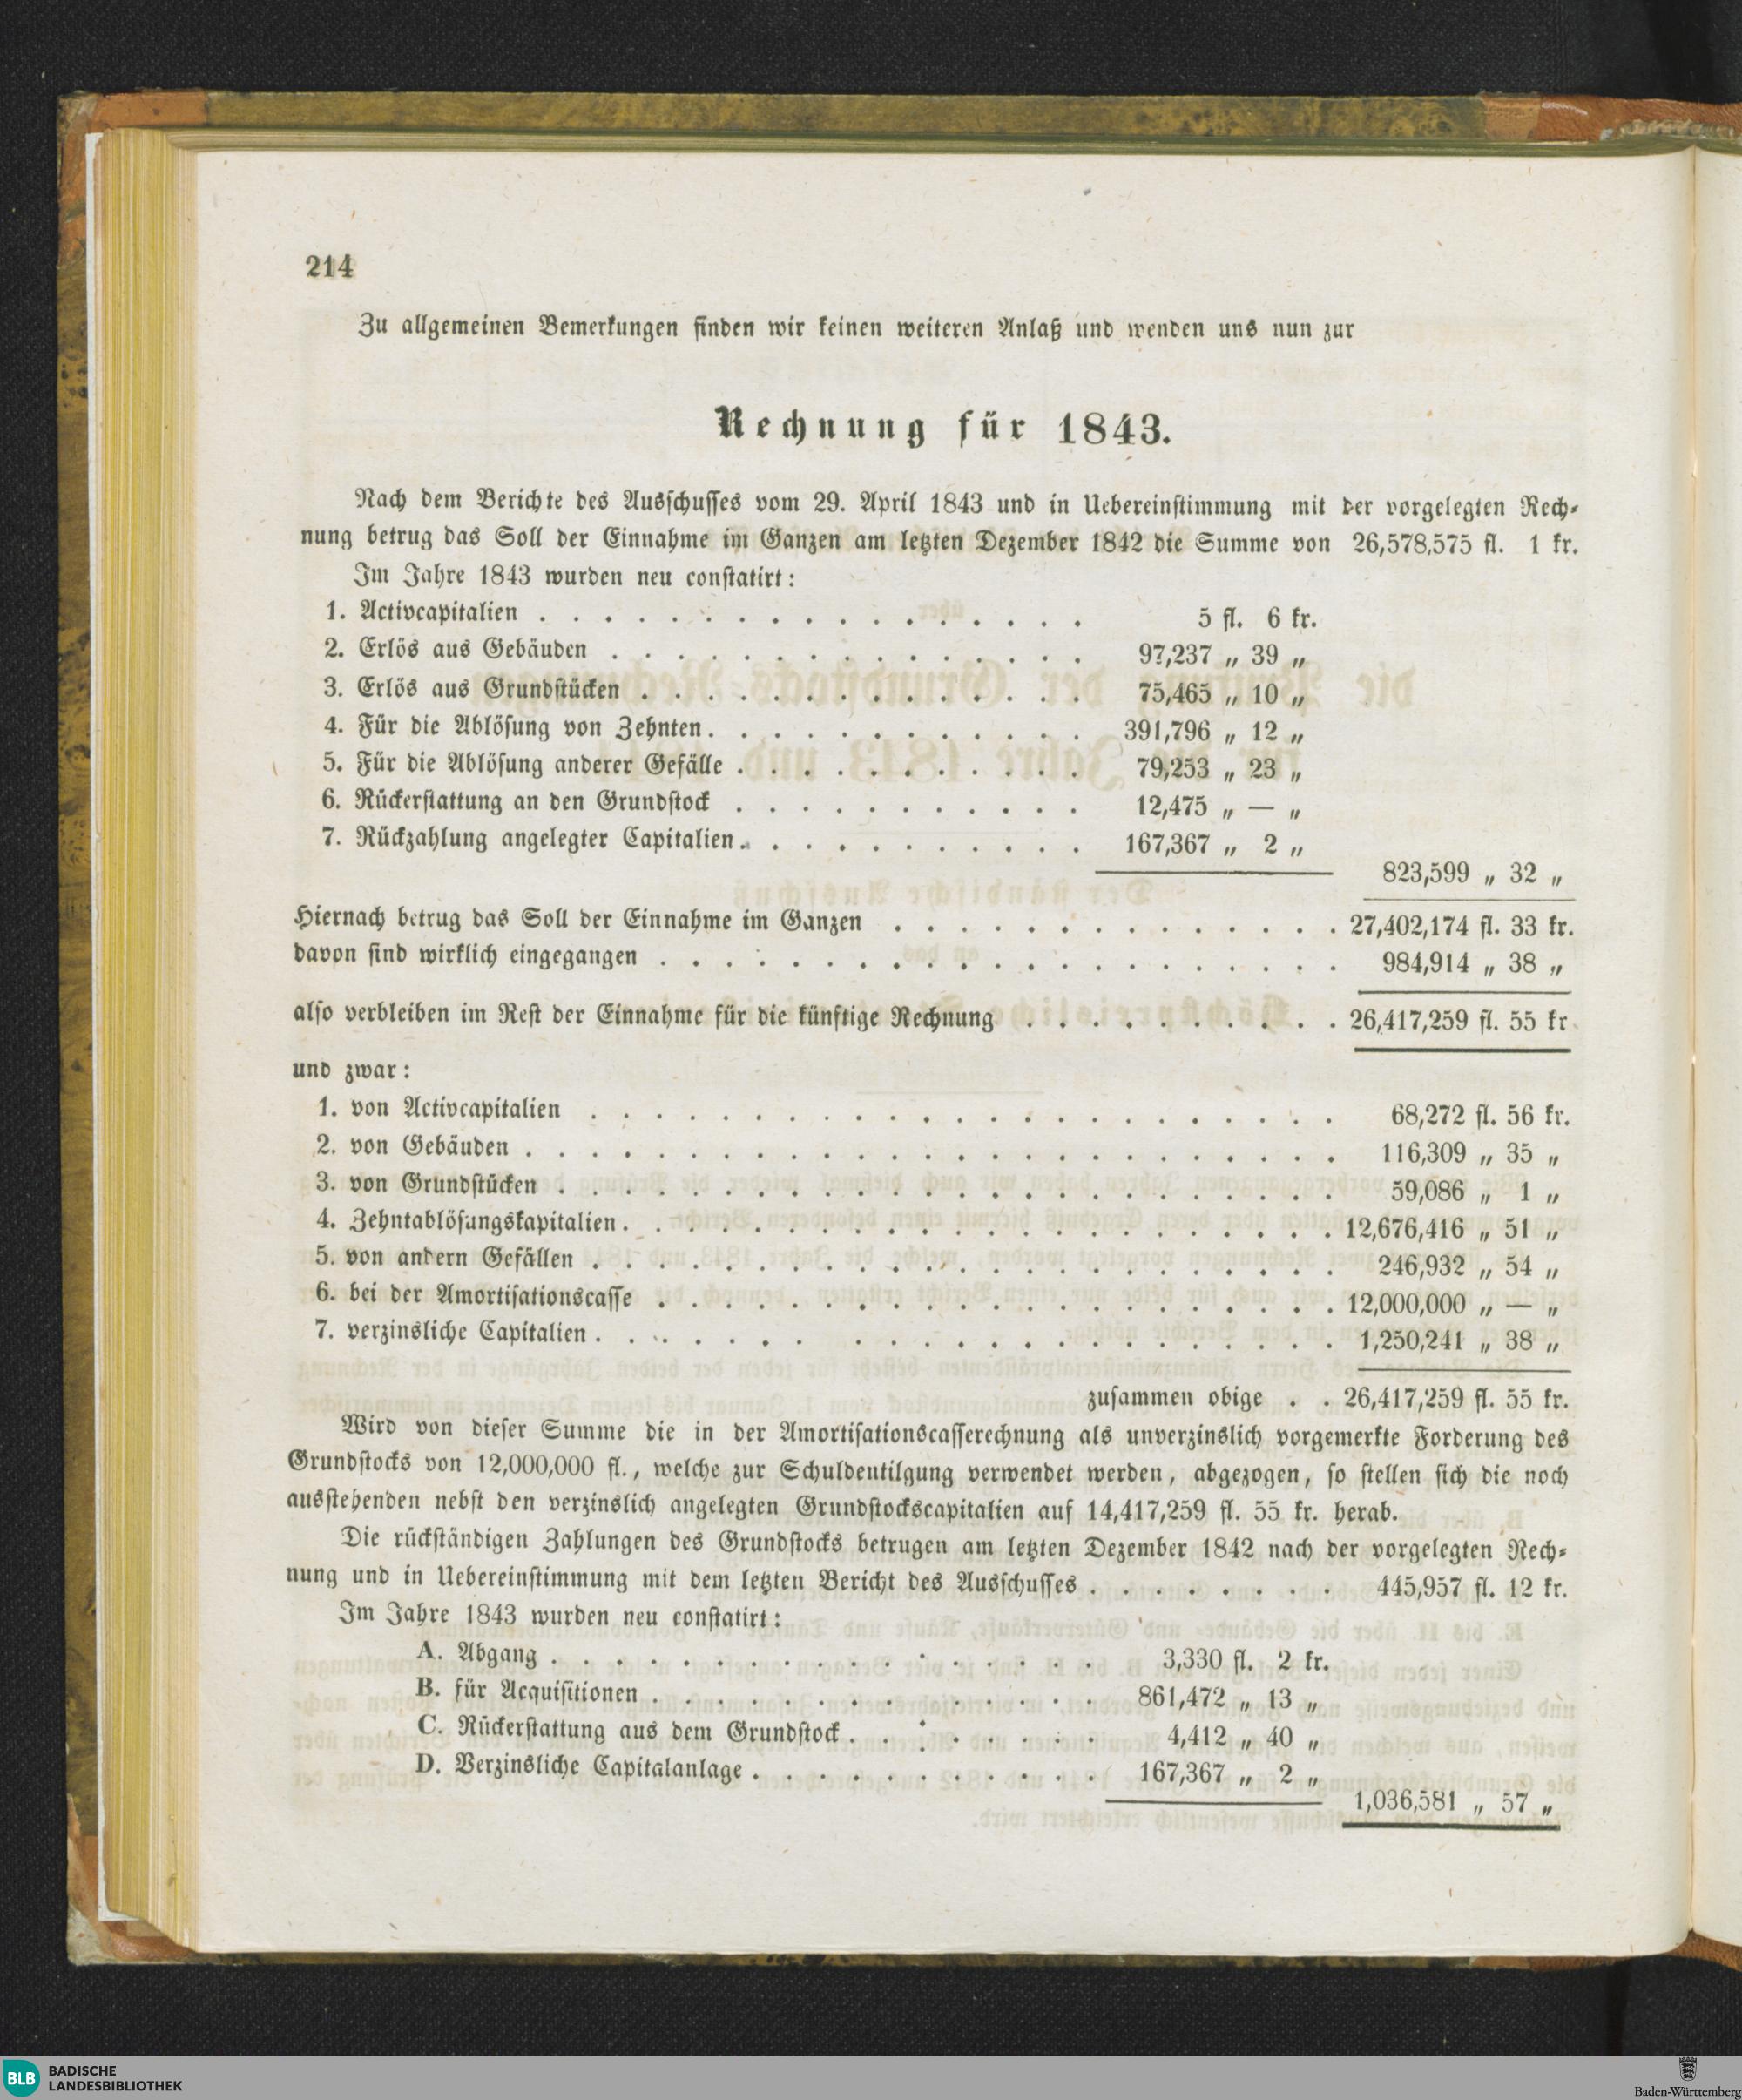 214
Zu allgemeinen Bemerkungen finden wir keinen weiteren Anlaß und wenden uns nun zur
Rechnung für 1843.
Nach dem Berichte des Ausschusses vom 29. April 1843 und in Uebereinstimmung mit der vorgelegten Rech-
nung betrug das Soll der Einnahme im Ganzen am letzten Dezember 1842 die Summe von 26,578,575 fl. 1 kr.
Im Jahre 1843 wurden neu constatirt:
1. Activcapitalien . . . . . . . . . . . . . . . . . 5 fl. 6 kr.
2. Erlös aus Gebäuden . . . . . . . . . . . . . . . 97,237 „ 39 „
3. Erlös aus Grundstücken . . . . . . . . . . . . . . 75,465 „ 10 „
4. Für die Ablösung von Zehnten . . . . . . . . . . . . 391,796 „ 12 „
5. Für die Ablösung anderer Gefälle . . . . . . . . . . . 79,253 „ 23 „
6. Rückerstattung an den Grundstock . . . . . . . . . . . 12,475 „ — „
7. Rückzahlung angelegter Capitalien . . . . . . . . . . . 167,367 „ 2 „
823,599 „ 32 „
Hiernach betrug das Soll der Einnahme im Ganzen . . . . . . . . . . . . . . 27,402,174 fl. 33 kr.
davon sind wirklich eingegangen . . . . . . . . . . . . . . . . . . . . . 984,914 „ 38 „
also verbleiben im Rest der Einnahme für die künftige Rechnung . . . . . . . . . . 26,417,259 fl. 55 kr
und zwar:
1. von Activcapitalien . . . . . . . . . . . . . . . . . . . . . . . 68,272 fl. 56 kr.
2. von Gebäuden . . . . . . . . . . . . . . . . . . . . . . . . . 116,309 „ 35 „
3. von Grundstücken . . . . . . . . . . . . . . . . . . . . . . . . 59,086 „ 1 „
4. Zehntablösungskapitalien . . . . . . . . . . . . . . . . . . . . . . 12,676,416 „ 51 „
5. von andern Gefällen . . . . . . . . . . . . . . . . . . . . . . . 246,932 „ 54 „
6. bei der Amortisationscasse . . . . . . . . . . . . . . . . . . . . . 12,000,000 „ — „
7. verzinsliche Capitalien . . . . . . . . . . . . . . . . . . . . . . 1,250,241 „ 38 „
zusammen obige . . 26,417,259 fl. 55 kr.
Wird von dieser Summe die in der Amortisationscasserechnung als unverzinslich vorgemerkte Forderung des
Grundstocks von 12,000,000 fl., welche zur Schuldentilgung verwendet werden, abgezogen, so stellen sich die noch
ausstehenden nebst den verzinslich angelegten Grundstockscapitalien auf 14,417,259 fl. 55 kr. herab.
Die rückständigen Zahlungen des Grundstocks betrugen am letzten Dezember 1842 nach der vorgelegten Rech-
nung und in Uebereinstimmung mit dem letzten Bericht des Ausschusses . . . . . . . . 445,957 fl. 12 kr.
Im Jahre 1843 wurden neu constatirt:
A. Abgang . . . . . . . . . . . . . . . . . 3,330 fl. 2 kr.
B. für Acquisitionen . . . . . . . . . . . . . . 861,472 „ 13 „
C. Rückerstattung aus dem Grundstock . . . . . . . . 4,412 „ 40 „
D. Verzinsliche Capitalanlage . . . . . . . . . . . 167,367 „ 2 „
1,036,581 „ 57 „
BLB BADISCHE
LANDESBIBLIOTHEK
Baden-Württemberg